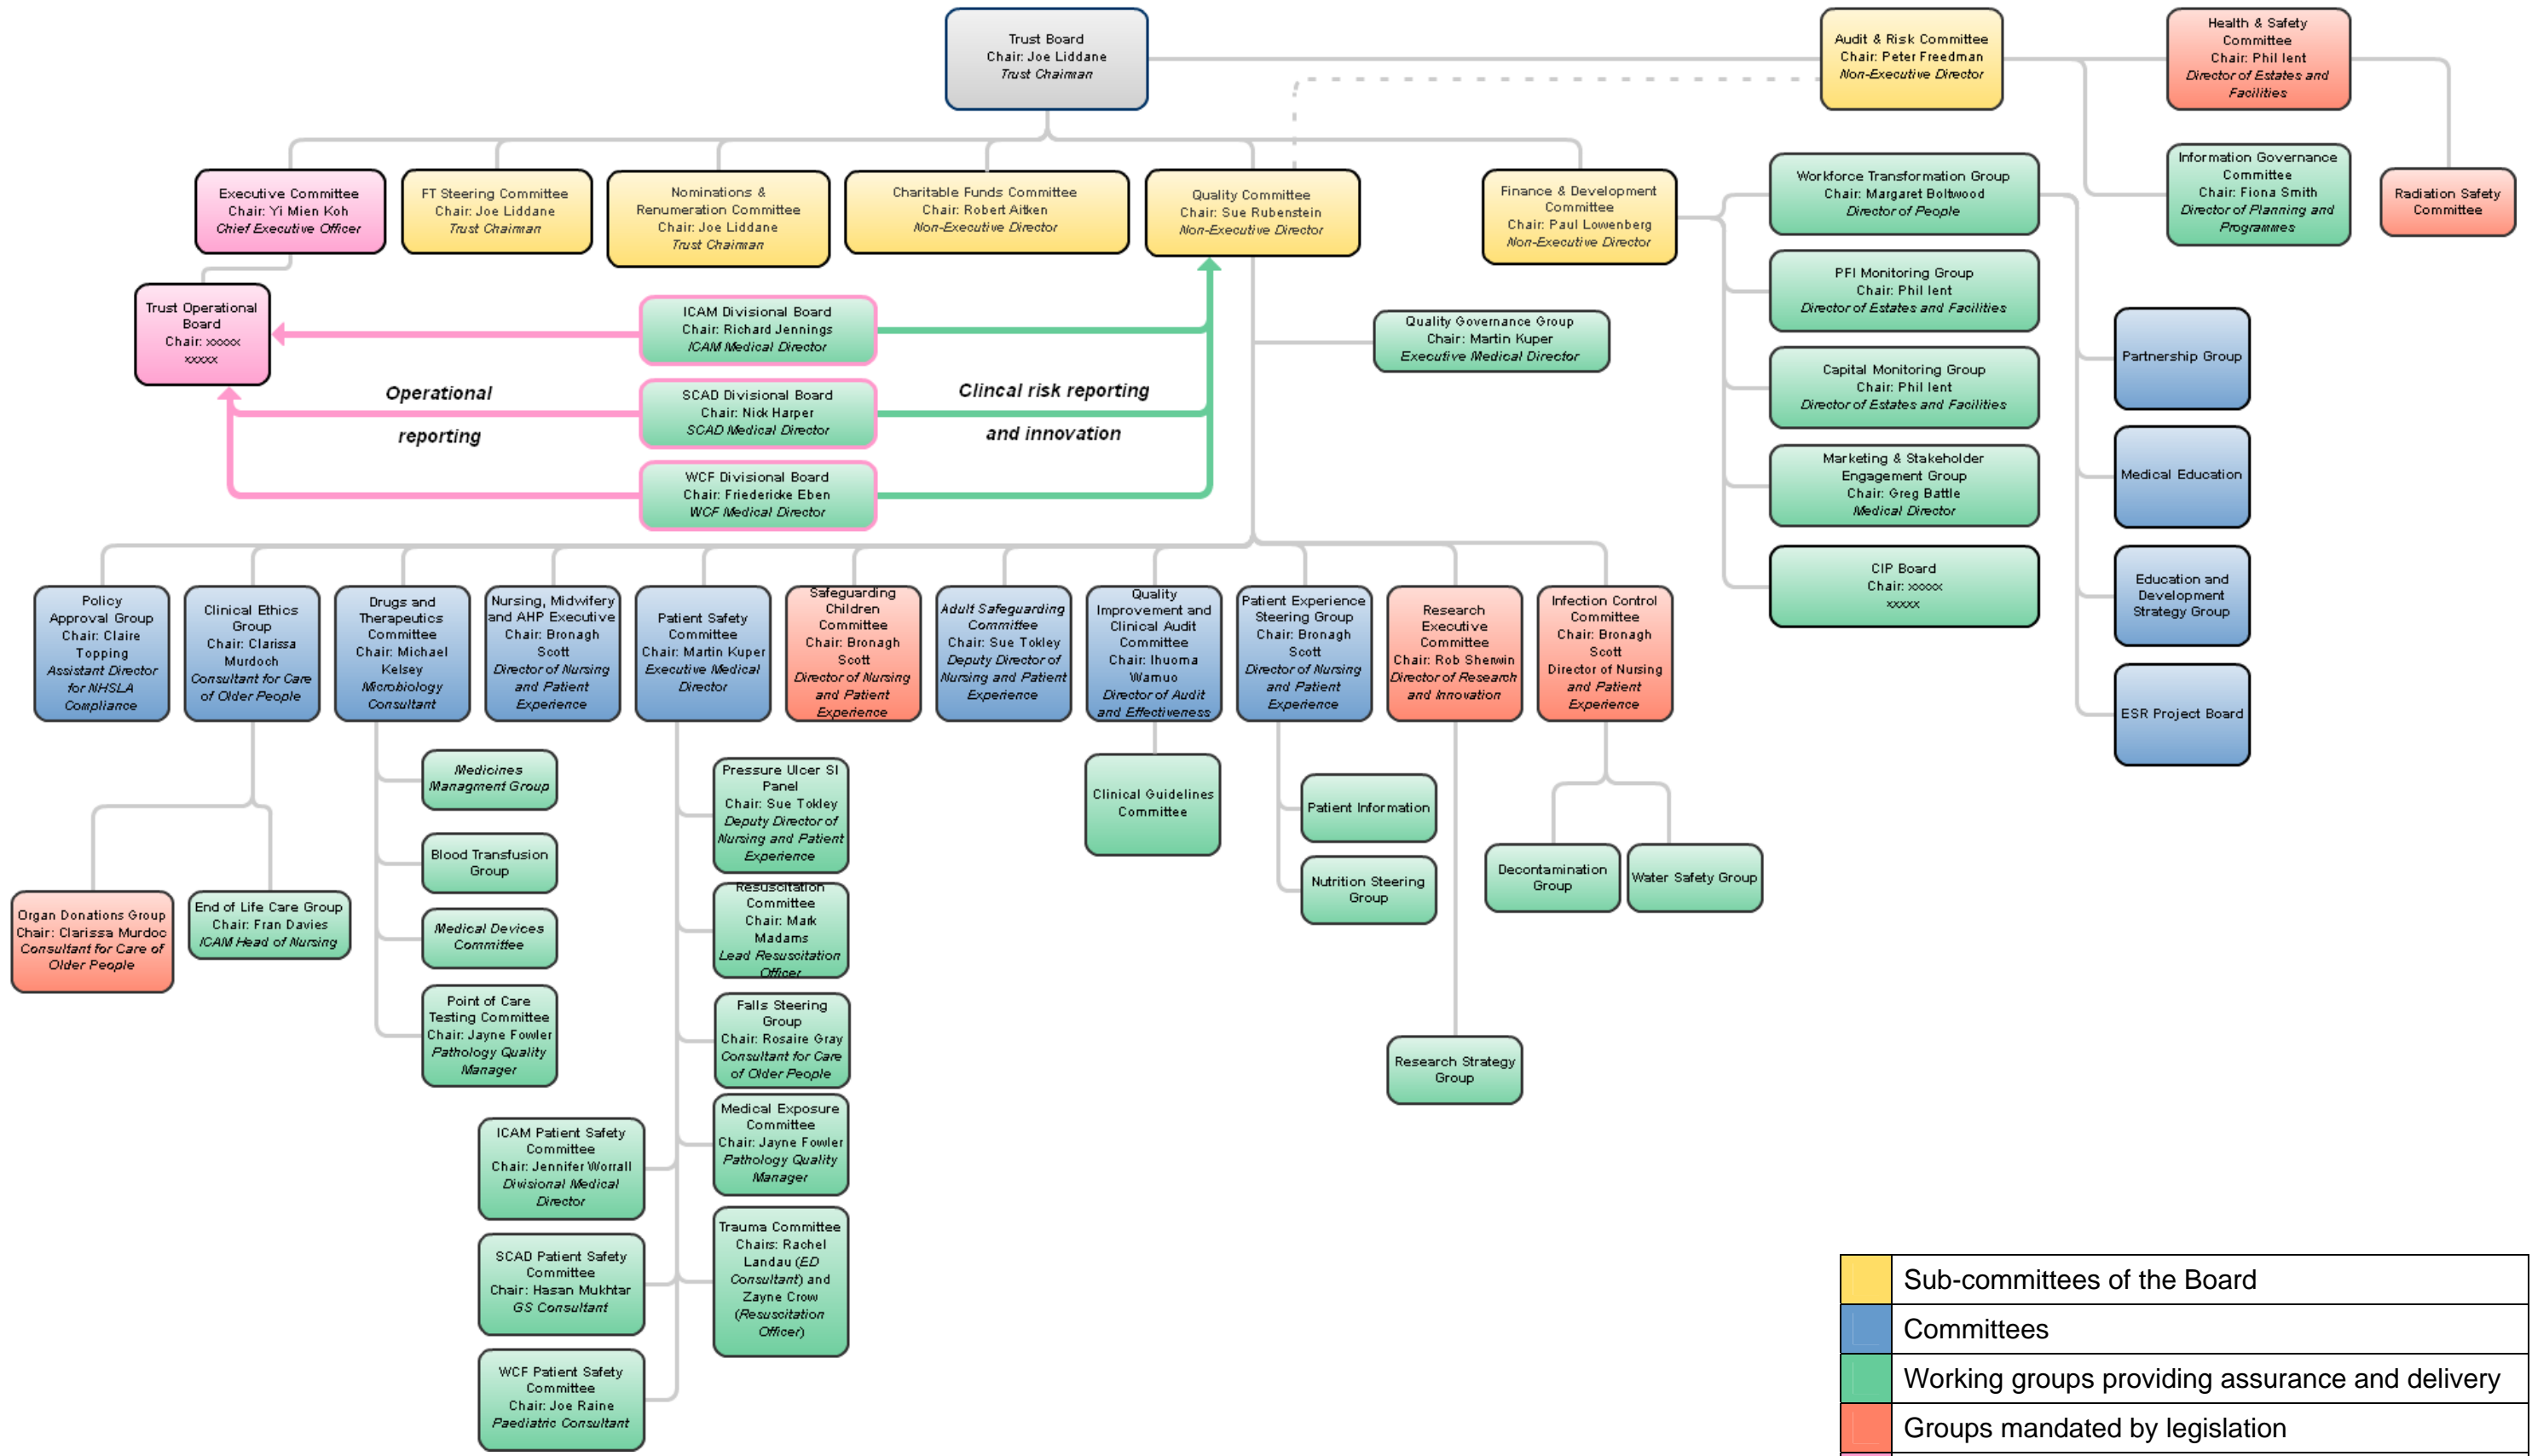 Trust Board
Chair: Joe Liddane
Trust Chairman
Audit & Risk Committee
Chair: Peter Freedman
Non-Executive Director
Health & Safety
Committee
Chair: Phil Ient
Director of Estates and
Facilities
Executive Committee
Chair: Yi Mien Koh
Chief Executive Officer
FT Steering Committee
Chair: Joe Liddane
Trust Chairman
Nominations &
Renumeration Committee
Chair: Joe Liddane
Trust Chairman
Charitable Funds Committee
Chair: Robert Aitken
Non-Executive Director
Quality Committee
Chair: Sue Rubenstein
Non-Executive Director
Finance & Development
Committee
Chair: Paul Lowenberg
Non-Executive Director
Workforce Transformation Group
Chair: Margaret Boltwood
Director of People
Information Governance
Committee
Chair: Fiona Smith
Director of Planning and
Programmes
Radiation Safety
Committee
Trust Operational
Board
Chair: xxxxx
xxxxx
ICAM Divisional Board
Chair: Richard Jennings
ICAM Medical Director
Quality Governance Group
Chair: Martin Kuper
Executive Medical Director
PFI Monitoring Group
Chair: Phil Ient
Director of Estates and Facilities
Partnership Group
Operational
reporting
SCAD Divisional Board
Chair: Nick Harper
SCAD Medical Director
Clincal risk reporting
and innovation
Capital Monitoring Group
Chair: Phil Ient
Director of Estates and Facilities
WCF Divisional Board
Chair: Friedericke Eben
WCF Medical Director
Marketing & Stakeholder
Engagement Group
Chair: Greg Battle
Medical Director
Medical Education
CIP Board
Chair: xxxxx
xxxxx
Education and
Development
Strategy Group
ESR Project Board
Policy
Approval Group
Chair: Claire
Topping
Assistant Director
for NHSLA
Compliance
Clinical Ethics
Group
Chair: Clarissa
Murdoch
Consultant for Care
of Older People
Drugs and
Therapeutics
Committee
Chair: Michael
Kelsey
Microbiology
Consultant
Nursing, Midwifery
and AHP Executive
Chair: Bronagh
Scott
Director of Nursing
and Patient
Experience
Patient Safety
Committee
Chair: Martin Kuper
Executive Medical
Director
Safeguarding
Children
Committee
Chair: Bronagh
Scott
Director of Nursing
and Patient
Experience
Adult Safeguarding
Committee
Chair: Sue Tokley
Deputy Director of
Nursing and Patient
Experience
Quality
Improvement and
Clinical Audit
Committee
Chair: Ihuoma
Wamuo
Director of Audit
and Effectiveness
Patient Experience
Steering Group
Chair: Bronagh
Scott
Director of Nursing
and Patient
Experience
Research
Executive
Committee
Chair: Rob Sherwin
Director of Research
and Innovation
Infection Control
Committee
Chair: Bronagh
Scott
Director of Nursing
and Patient
Experience
Organ Donations Group
Chair: Clarissa Murdoc
Consultant for Care of
Older People
End of Life Care Group
Chair: Fran Davies
ICAM Head of Nursing
Medicines
Managment Group
Blood Transfusion
Group
Medical Devices
Committee
Point of Care
Testing Committee
Chair: Jayne Fowler
Pathology Quality
Manager
Pressure Ulcer SI
Panel
Chair: Sue Tokley
Deputy Director of
Nursing and Patient
Experience
Resuscitation
Committee
Chair: Mark
Madams
Lead Resuscitation
Officer
Falls Steering
Group
Chair: Rosaire Gray
Consultant for Care
of Older People
Medical Exposure
Committee
Chair: Jayne Fowler
Pathology Quality
Manager
Trauma Committee
Chairs: Rachel
Landau (ED
Consultant) and
Zayne Crow
(Resuscitation
Officer)
ICAM Patient Safety
Committee
Chair: Jennifer Worrall
Divisional Medical
Director
SCAD Patient Safety
Committee
Chair: Hasan Mukhtar
GS Consultant
WCF Patient Safety
Committee
Chair: Joe Raine
Paediatric Consultant
Clinical Guidelines
Committee
Patient Information
Nutrition Steering
Group
Research Strategy
Group
Decontamination
Group
Water Safety Group
Sub-committees of the Board
Committees
Working groups providing assurance and delivery
Groups mandated by legislation